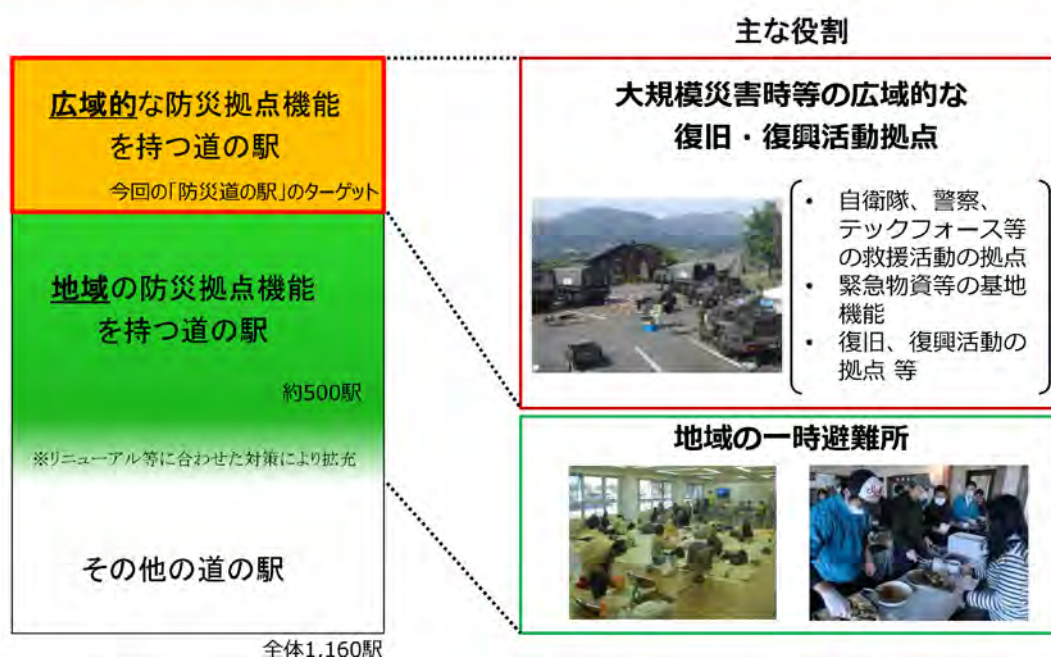 主な役割
広域的な防災拠点機能
を持つ道の駅
今回の「防災道の駅」のターゲット
地域の防災拠点機能
を持つ道の駅
約500駅
※リニューアル等に合わせた対策により拡充
その他の道の駅
全体1,160駅
大規模災害時等の広域的な
復旧・復興活動拠点
• 自衛隊、警察、
テックフォース等
の救援活動の拠点
• 緊急物資等の基地
機能
• 復旧、復興活動の
拠点 等
地域の一時避難所